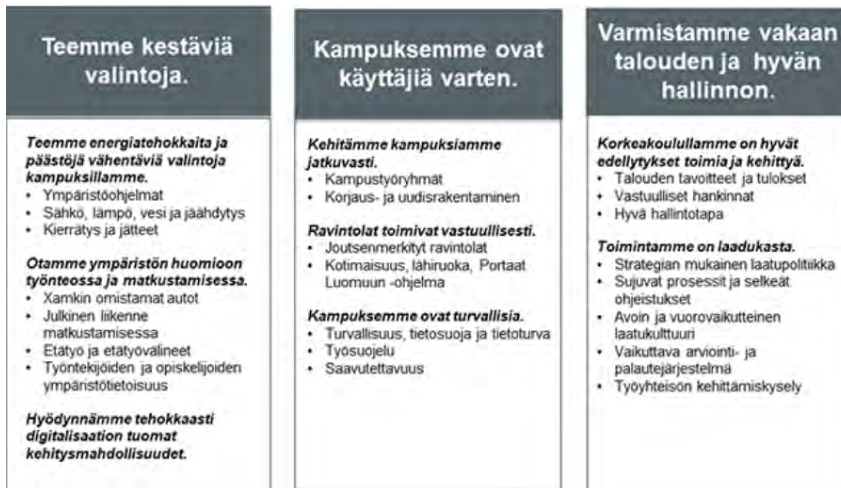 Teemme kestäviä
valintoja.
Teemme energiatehokkaita ja
päästöjä vähentäviä valintoja
kampuksillamme.
• Ympäristöohjelmat
• Sähkö, lämpö, vesi ja jäähdytys
• Kierrätys ja jätteet
Otamme ympäristön huomioon
työnteossa ja matkustamisessa.
• Xamkin omistamat autot
• Julkinen liikenne
matkustamisessa
• Etätyö ja etätyövälineet
• Työntekijöiden ja opiskelijoiden
ympäristötietoisuus
Hyödynnämme tehokkaasti
digitalisaation tuomat
kehitysmahdollisuudet.
Kampuksemme ovat
käyttäjiä varten.
Kehitämme kampuksiamme
jatkuvasti.
• Kampustyöryhmät
• Korjaus- ja uudisrakentaminen
Ravintolat toimivat vastuullisesti.
• Joutsenmerkityt ravintolat
• Kotimaisuus, lähiruoka, Portaat
Luomuun -ohjelma
Kampuksemme ovat turvallisia.
• Turvallisuus, tietosuoja ja tietoturva
• Työsuojelu
• Saavutettavuus
Varmistamme vakaan
talouden ja hyvän
hallinnon.
Korkeakoulullamme on hyvät
edellytykset toimia ja kehittyä.
• Talouden tavoitteet ja tulokset
• Vastuulliset hankinnat
• Hyvä hallintotapa
Toimintamme on laadukasta.
• Strategian mukainen laatupolitiikka
• Sujuvat prosessit ja selkeät
ohjeistukset
• Avoin ja vuorovaikutteinen
laatukulttuuri
• Vaikuttava arviointi- ja
palautejärjestelmä
• Työyhteisön kehittämiskysely